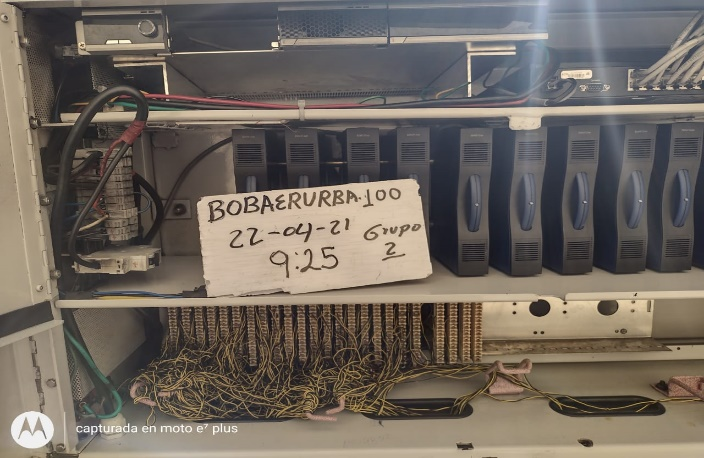 BOBAERURBA.100
22-04-21 Grupo
9:25 2
capturada en moto e⁷ plus